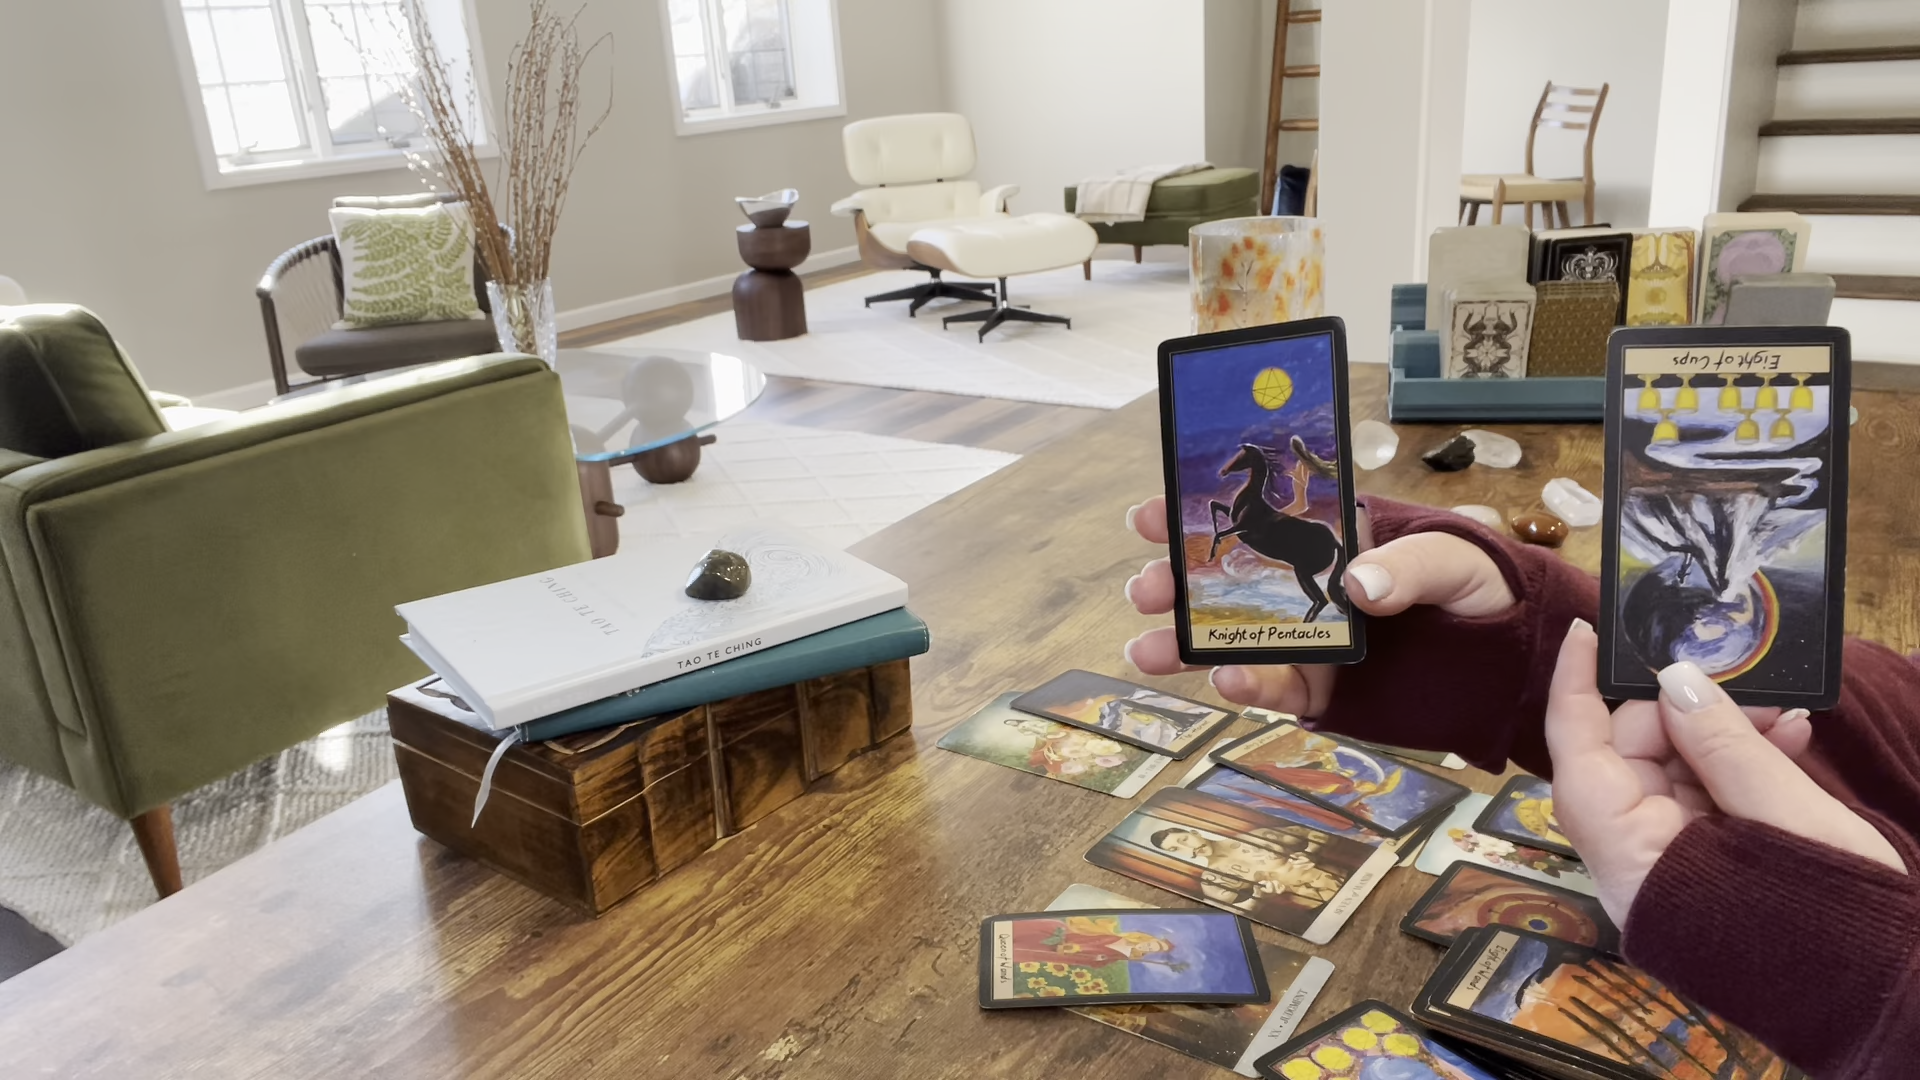 Eight of Cups
Knight of Pentacles
TAO TE CHING
TAO TE CHING
Queen of Wands
XX • JUDGMENT
Eight of Wands